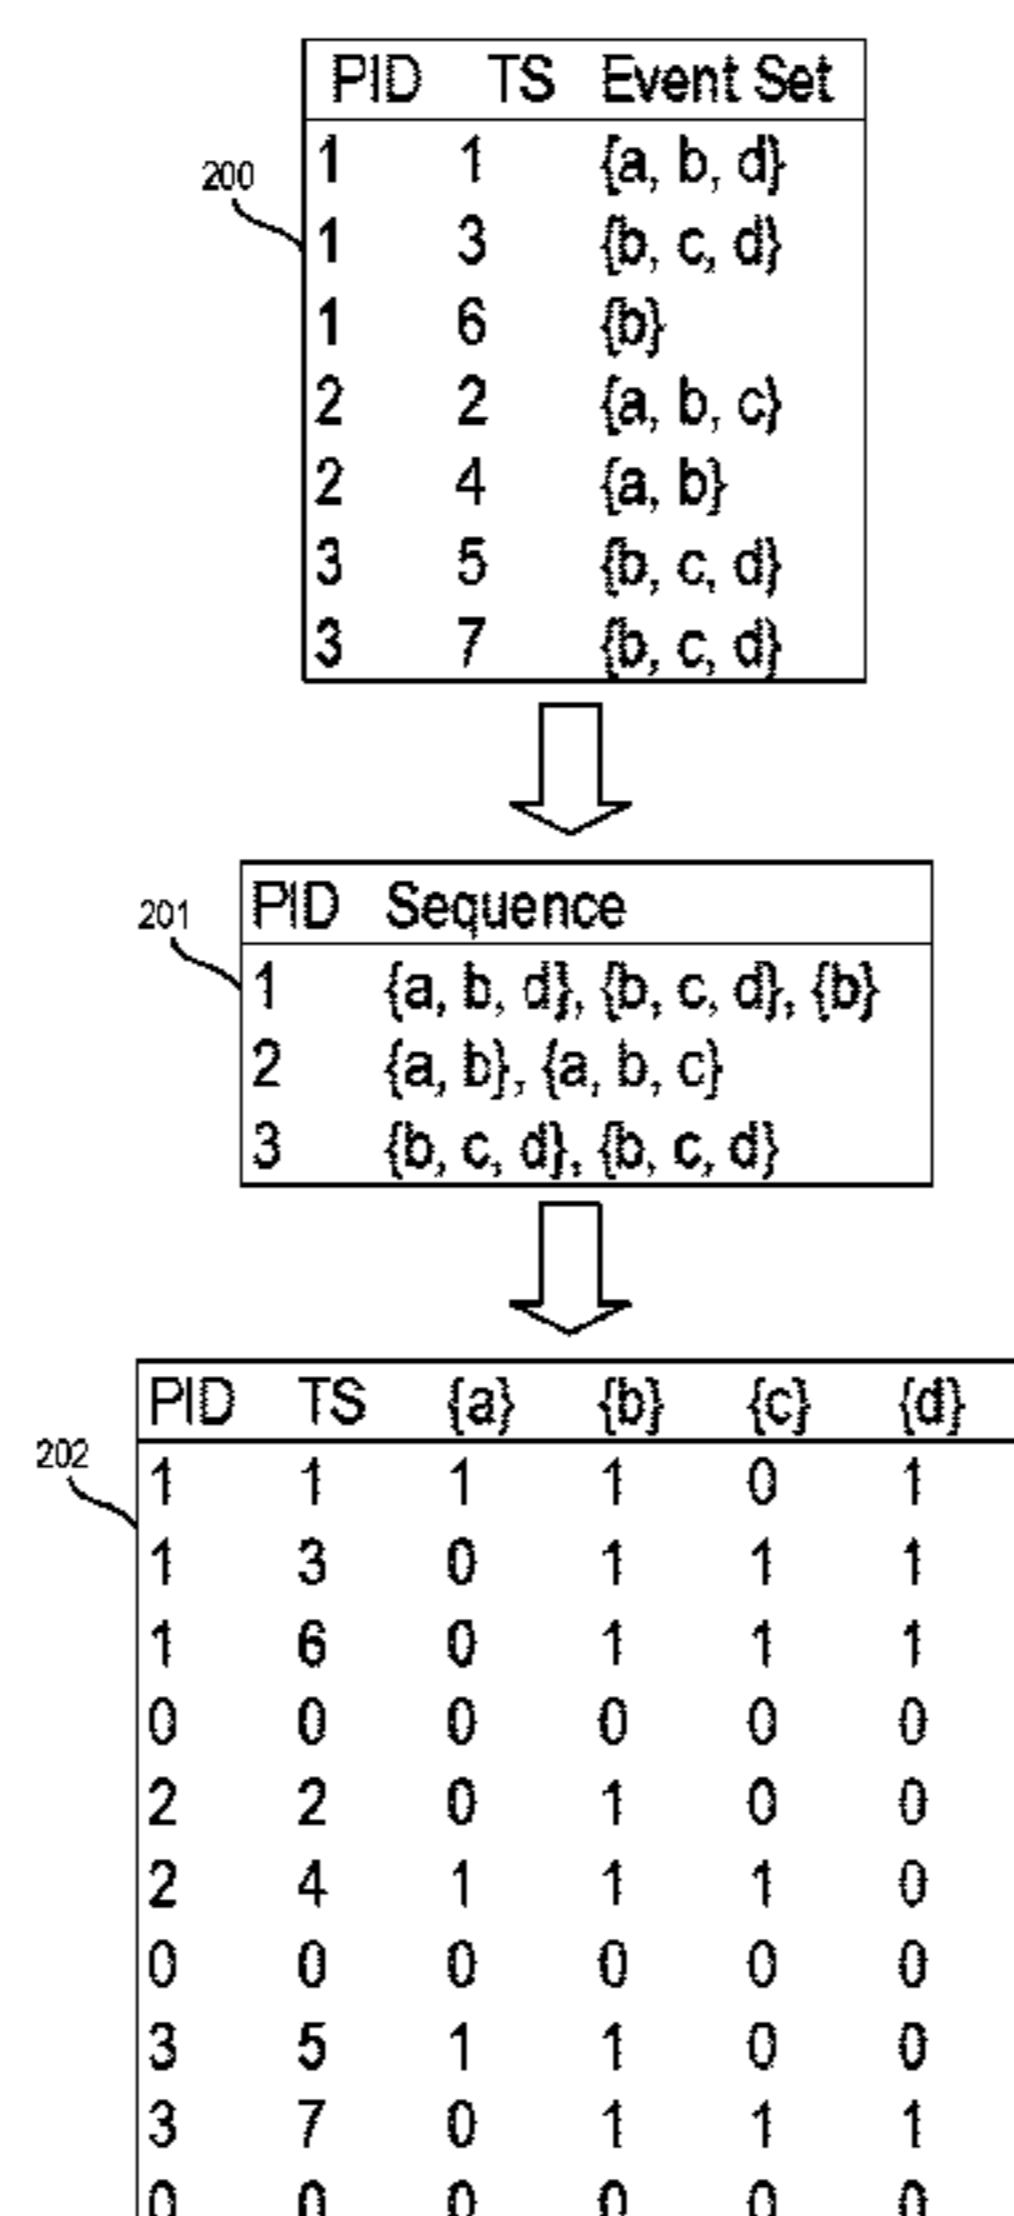 PID TS Event Set
200
1 1 {a, b, d}
1 3 {b, c, d}
1 6 {b}
2 2 {a, b, c}
2 4 {a, b}
3 5 {b, c, d}
3 7 {b, c, d}
201
PID Sequence
1 {a, b, d}, {b, c, d}, {b}
2 {a, b}, {a, b, c}
3 {b, c, d}, {b, c, d}
202
PID TS {a} {b} {c} {d}
1 1 1 1 0 1
1 3 0 1 1 1
1 6 0 1 1 1
0 0 0 0 0 0
2 2 0 1 0 0
2 4 1 1 1 0
0 0 0 0 0 0
3 5 1 1 0 0
3 7 0 1 1 1
0 0 0 0 0 0